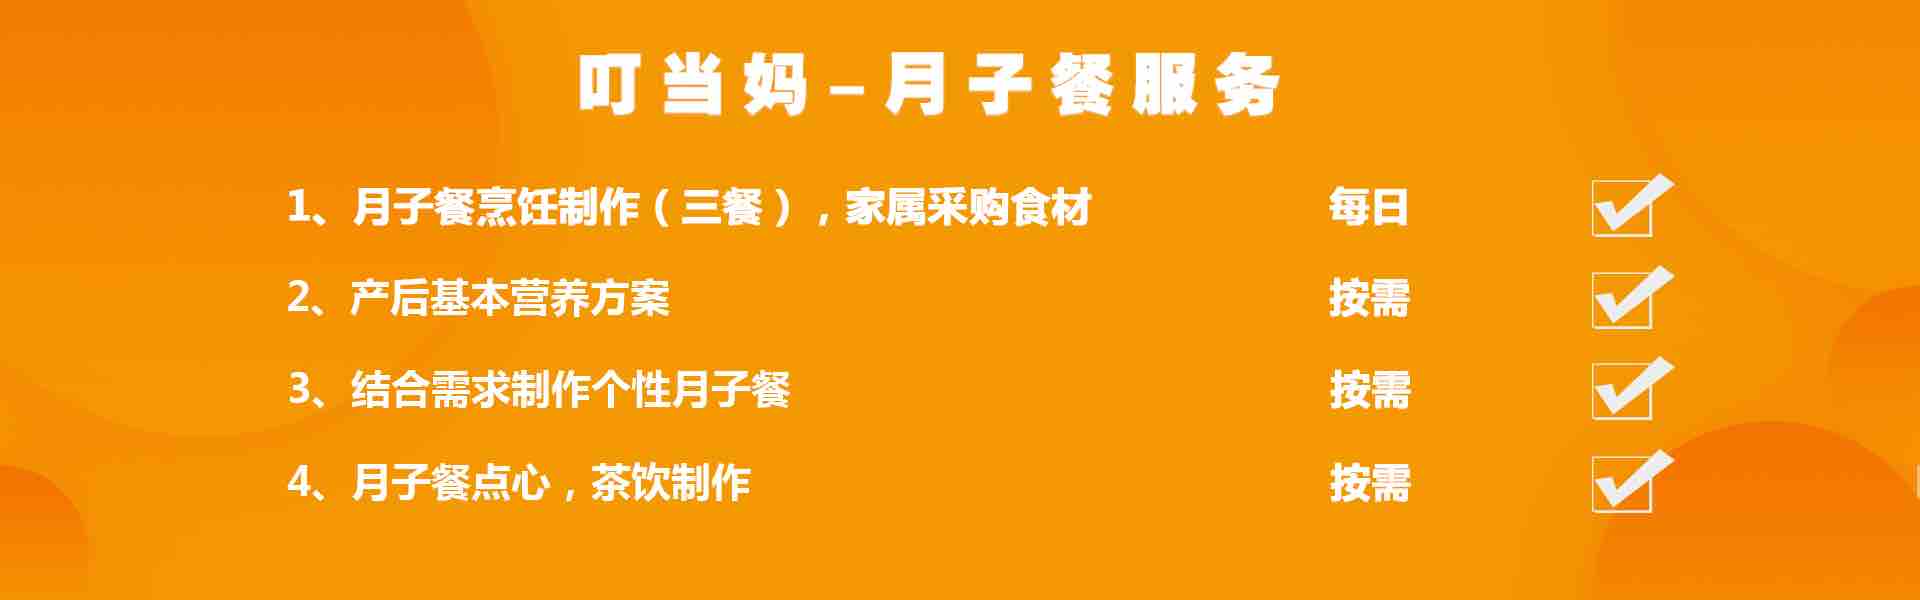 叮当妈–月子餐服务
1、月子餐烹饪制作（三餐），家属采购食材 每日
2、产后基本营养方案 按需
3、结合需求制作个性月子餐 按需
4、月子餐点心，茶饮制作 按需